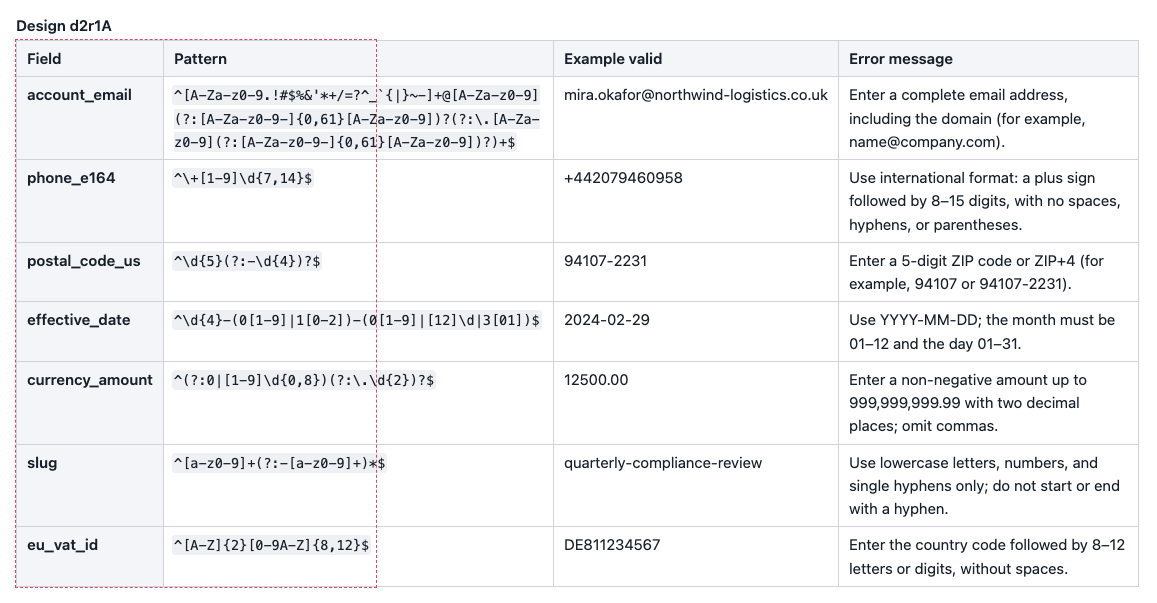 Design d2r1A
Field Pattern Example valid Error message
account_email ^[A-Za-z0-9.!#$%&'*+/=?^_`{|}~-]+@[A-Za-z0-9] mira.okafor@northwind-logistics.co.uk Enter a complete email address,
(?:[A-Za-z0-9-]{0,61}[A-Za-z0-9])?(?:\.[A-Za- including the domain (for example,
z0-9](?:[A-Za-z0-9-]{0,61}[A-Za-z0-9])?)+$ name@company.com).
phone_e164 ^\+[1-9]\d{7,14}$ +442079460958 Use international format: a plus sign
followed by 8–15 digits, with no spaces,
hyphens, or parentheses.
postal_code_us ^\d{5}(?:-\d{4})?$ 94107-2231 Enter a 5-digit ZIP code or ZIP+4 (for
example, 94107 or 94107-2231).
effective_date ^\d{4}-(0[1-9]|1[0-2])-(0[1-9]|[12]\d|3[01])$ 2024-02-29 Use YYYY-MM-DD; the month must be
01–12 and the day 01–31.
currency_amount ^(?:0|[1-9]\d{0,8})(?:\.\d{2})?$ 12500.00 Enter a non-negative amount up to
999,999,999.99 with two decimal
places; omit commas.
slug ^[a-z0-9]+(?:-[a-z0-9]+)*$ quarterly-compliance-review Use lowercase letters, numbers, and
single hyphens only; do not start or end
with a hyphen.
eu_vat_id ^[A-Z]{2}[0-9A-Z]{8,12}$ DE811234567 Enter the country code followed by 8–12
letters or digits, without spaces.